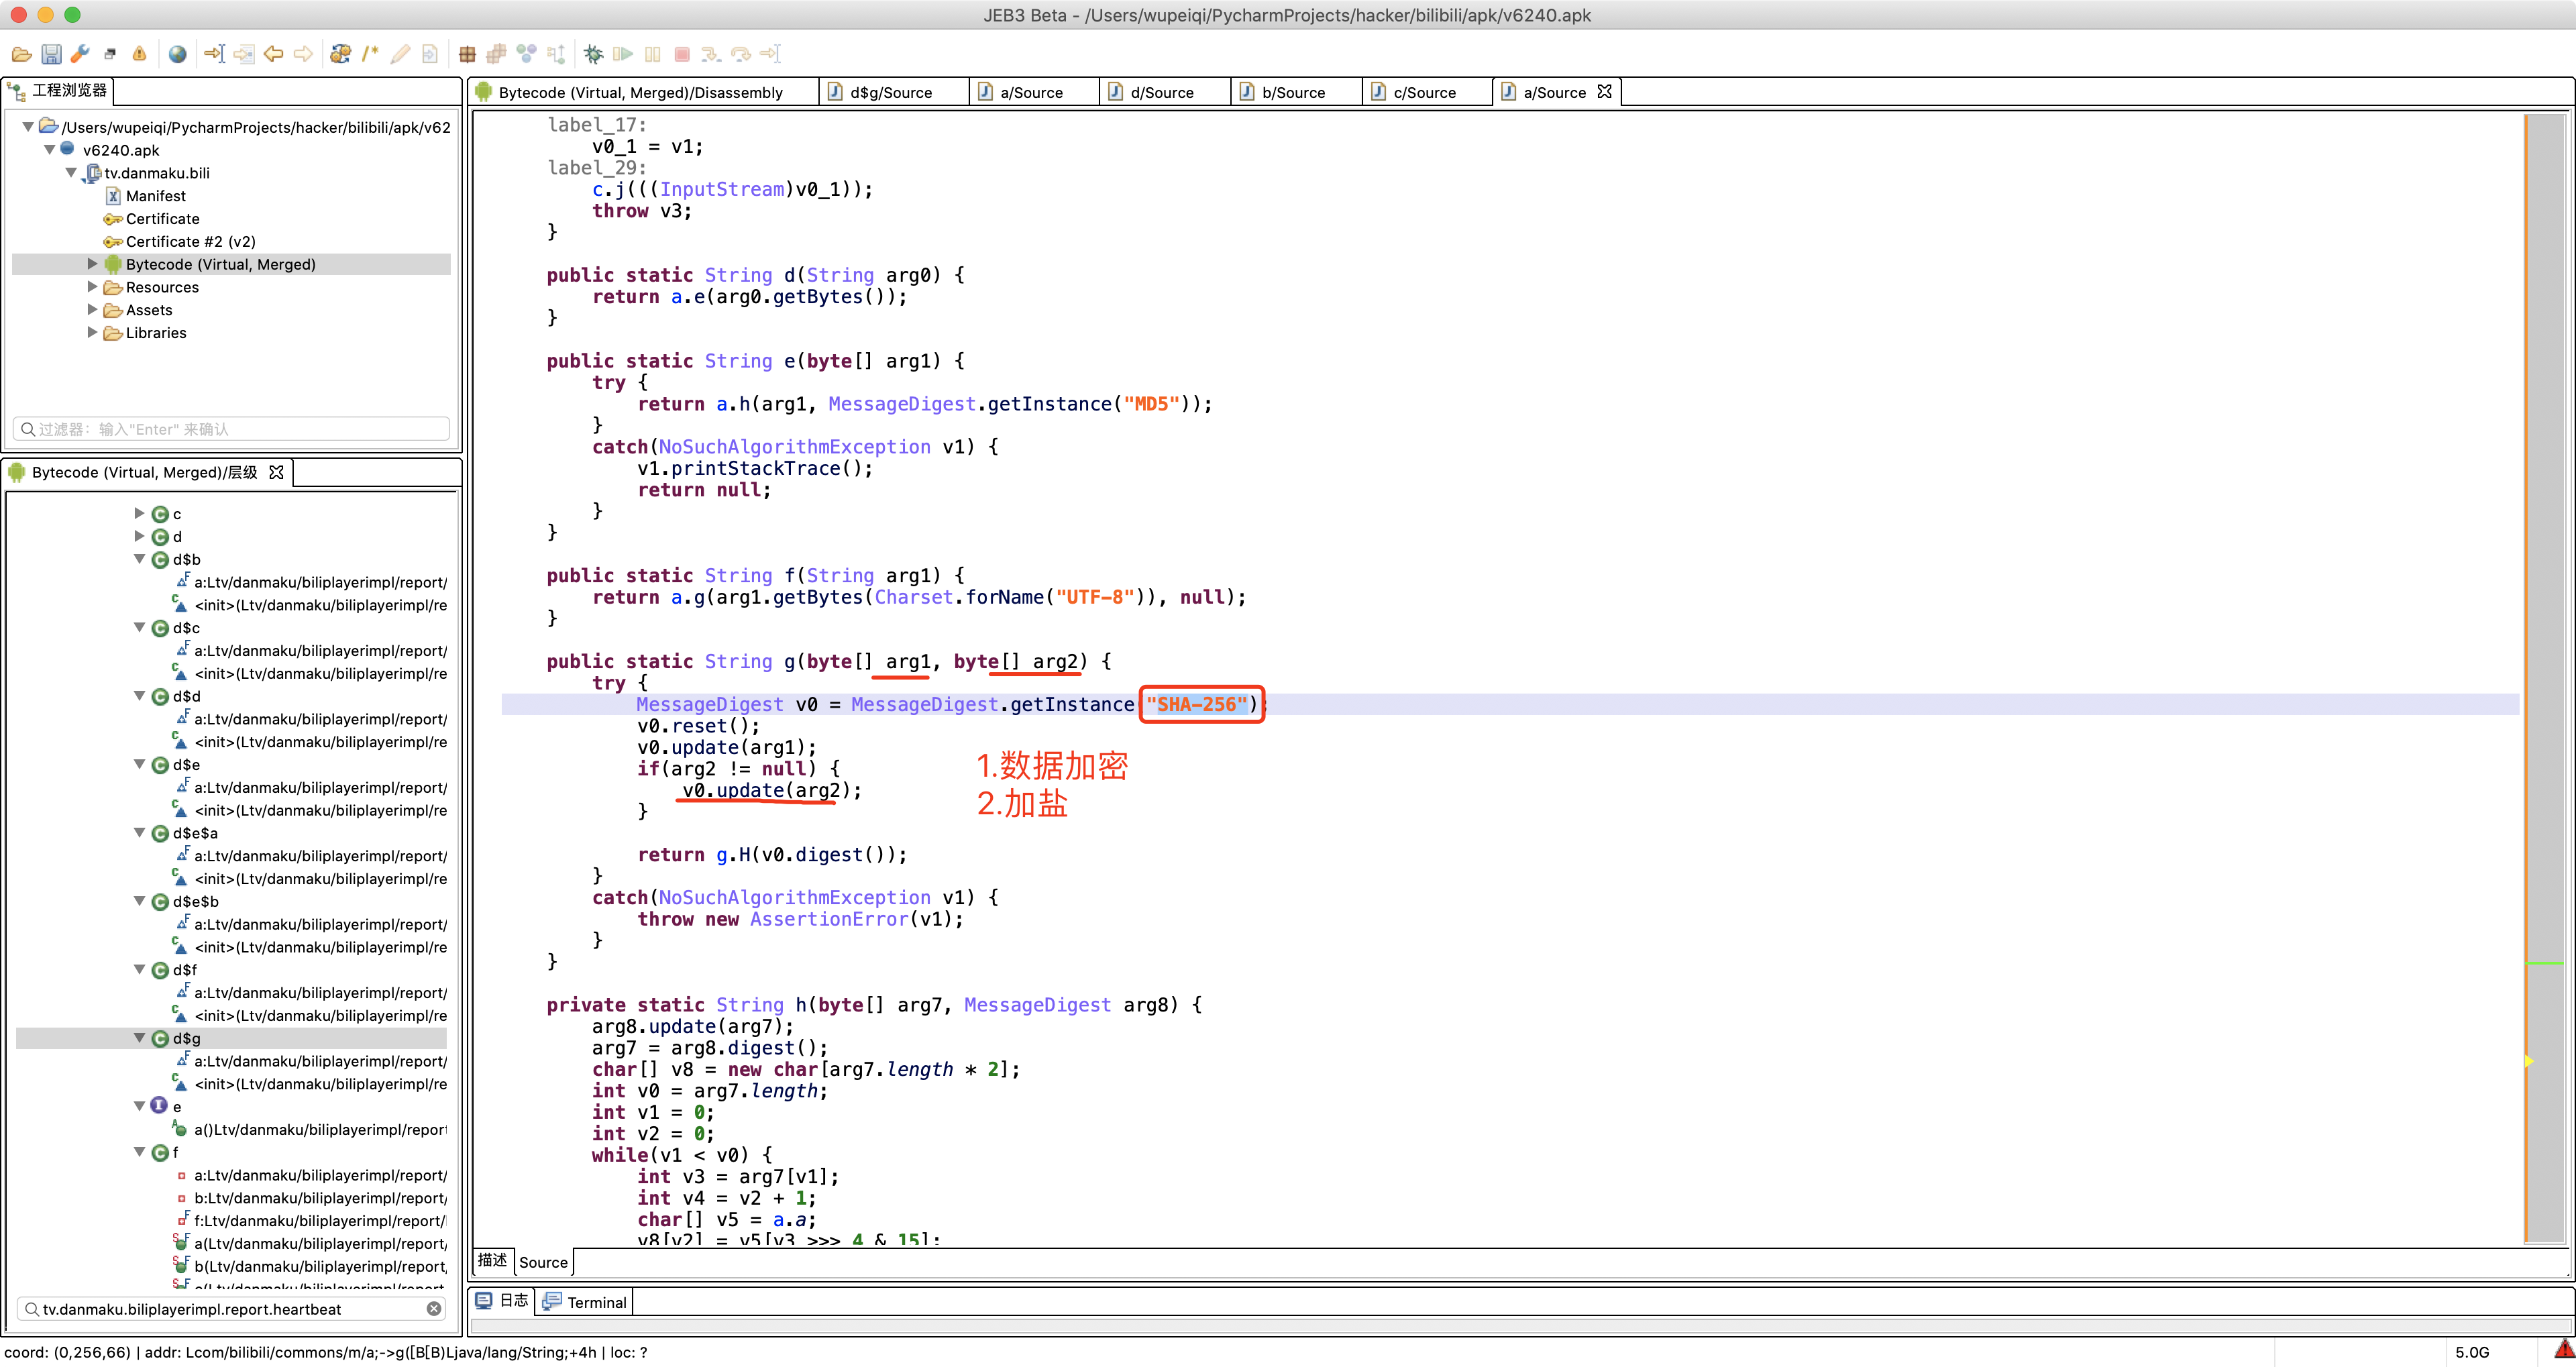 JEB3 Beta - /Users/wupeiqi/PycharmProjects/hacker/bilibili/apk/v6240.apk
工程浏览器
/Users/wupeiqi/PycharmProjects/hacker/bilibili/apk/v62
v6240.apk
tv.danmaku.bili
Manifest
Certificate
Certificate #2 (v2)
Bytecode (Virtual, Merged)
Resources
Assets
Libraries
过滤器：输入"Enter" 来确认
Bytecode (Virtual, Merged)/层级
c
d
d$b
a:Ltv/danmaku/biliplayerimpl/report/
<init>(Ltv/danmaku/biliplayerimpl/re
d$c
a:Ltv/danmaku/biliplayerimpl/report/
<init>(Ltv/danmaku/biliplayerimpl/re
d$d
a:Ltv/danmaku/biliplayerimpl/report/
<init>(Ltv/danmaku/biliplayerimpl/re
d$e
a:Ltv/danmaku/biliplayerimpl/report/
<init>(Ltv/danmaku/biliplayerimpl/re
d$e$a
a:Ltv/danmaku/biliplayerimpl/report/
<init>(Ltv/danmaku/biliplayerimpl/re
d$e$b
a:Ltv/danmaku/biliplayerimpl/report/
<init>(Ltv/danmaku/biliplayerimpl/re
d$f
a:Ltv/danmaku/biliplayerimpl/report/
<init>(Ltv/danmaku/biliplayerimpl/re
d$g
a:Ltv/danmaku/biliplayerimpl/report/
<init>(Ltv/danmaku/biliplayerimpl/re
e
a()Ltv/danmaku/biliplayerimpl/report
f
a:Ltv/danmaku/biliplayerimpl/report/
b:Ltv/danmaku/biliplayerimpl/report/
f:Ltv/danmaku/biliplayerimpl/report/
a(Ltv/danmaku/biliplayerimpl/report/
b(Ltv/danmaku/biliplayerimpl/report,
tv.danmaku.biliplayerimpl.report.heartbeat
Bytecode (Virtual, Merged)/Disassembly
d$g/Source
a/Source
d/Source
b/Source
c/Source
a/Source
label_17:
v0_1 = v1;
label_29:
c.j(((InputStream)v0_1));
throw v3;
}
public static String d(String arg0) {
return a.e(arg0.getBytes());
}
public static String e(byte[] arg1) {
try {
return a.h(arg1, MessageDigest.getInstance("MD5"));
}
catch(NoSuchAlgorithmException v1) {
v1.printStackTrace();
return null;
}
}
public static String f(String arg1) {
return a.g(arg1.getBytes(Charset.forName("UTF-8")), null);
}
public static String g(byte[] arg1, byte[] arg2) {
try {
MessageDigest v0 = MessageDigest.getInstance("SHA-256");
v0.reset();
v0.update(arg1);
if(arg2 != null) {
v0.update(arg2);
}
1.数据加密
2.加盐
return g.H(v0.digest());
}
catch(NoSuchAlgorithmException v1) {
throw new AssertionError(v1);
}
}
private static String h(byte[] arg7, MessageDigest arg8) {
arg8.update(arg7);
arg7 = arg8.digest();
char[] v8 = new char[arg7.length * 2];
int v0 = arg7.length;
int v1 = 0;
int v2 = 0;
while(v1 < v0) {
int v3 = arg7[v1];
int v4 = v2 + 1;
char[] v5 = a.a;
v8[v2] = v5[v3 >>> 4 & 15];
描述
Source
日志
Terminal
coord: (0,256,66) | addr: Lcom/bilibili/commons/m/a;->g([B[B)Ljava/lang/String;+4h | loc: ?
5.0G